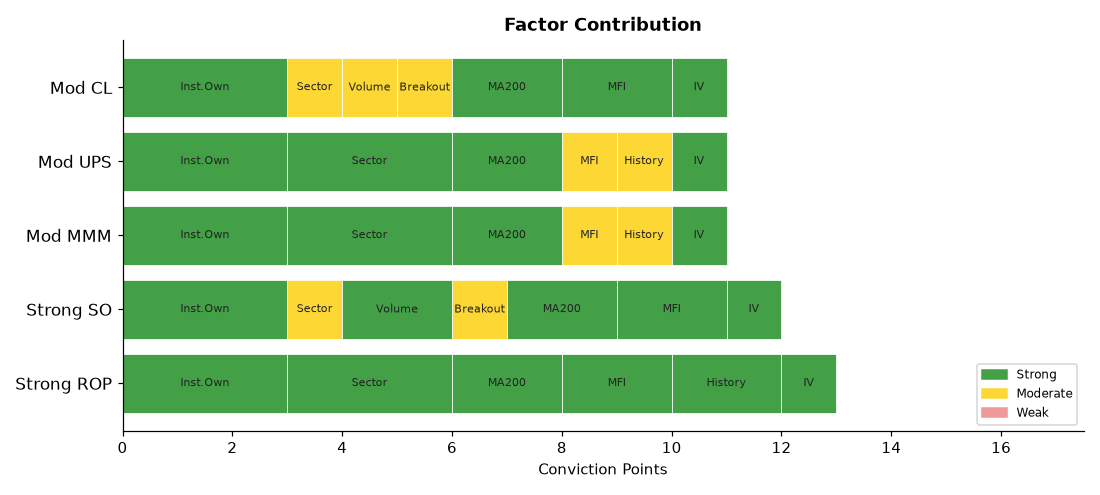 Factor Contribution
Mod CL
Inst.Own Sector Volume Breakout MA200 MFI IV
Mod UPS
Inst.Own Sector MA200 MFI History IV
Mod MMM
Inst.Own Sector MA200 MFI History IV
Strong SO
Inst.Own Sector Volume Breakout MA200 MFI IV
Strong ROP
Inst.Own Sector MA200 MFI History IV
Strong
Moderate
Weak
0 2 4 6 8 10 12 14 16
Conviction Points